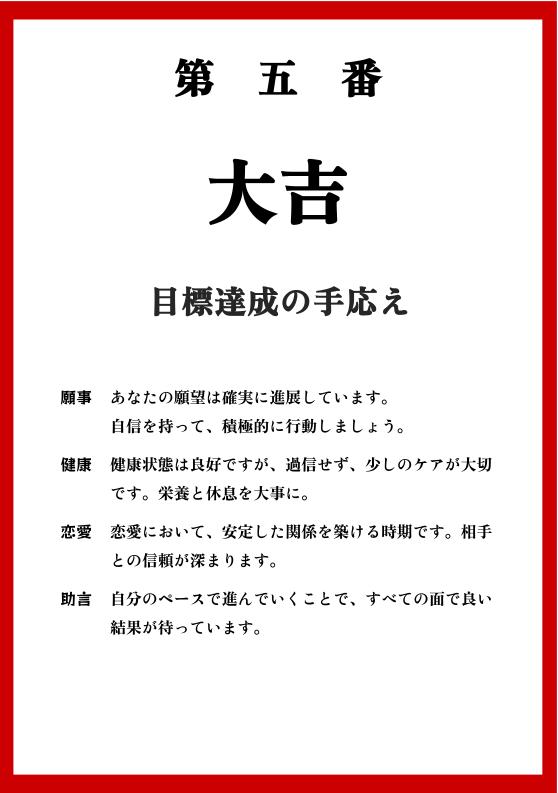 第 五 番
大吉
目標達成の手応え
願事 あなたの願望は確実に進展しています。
自信を持って、積極的に行動しましょう。
健康 健康状態は良好ですが、過信せず、少しのケアが大切
です。栄養と休息を大事に。
恋愛 恋愛において、安定した関係を築ける時期です。相手
との信頼が深まります。
助言 自分のペースで進んでいくことで、すべての面で良い
結果が待っています。